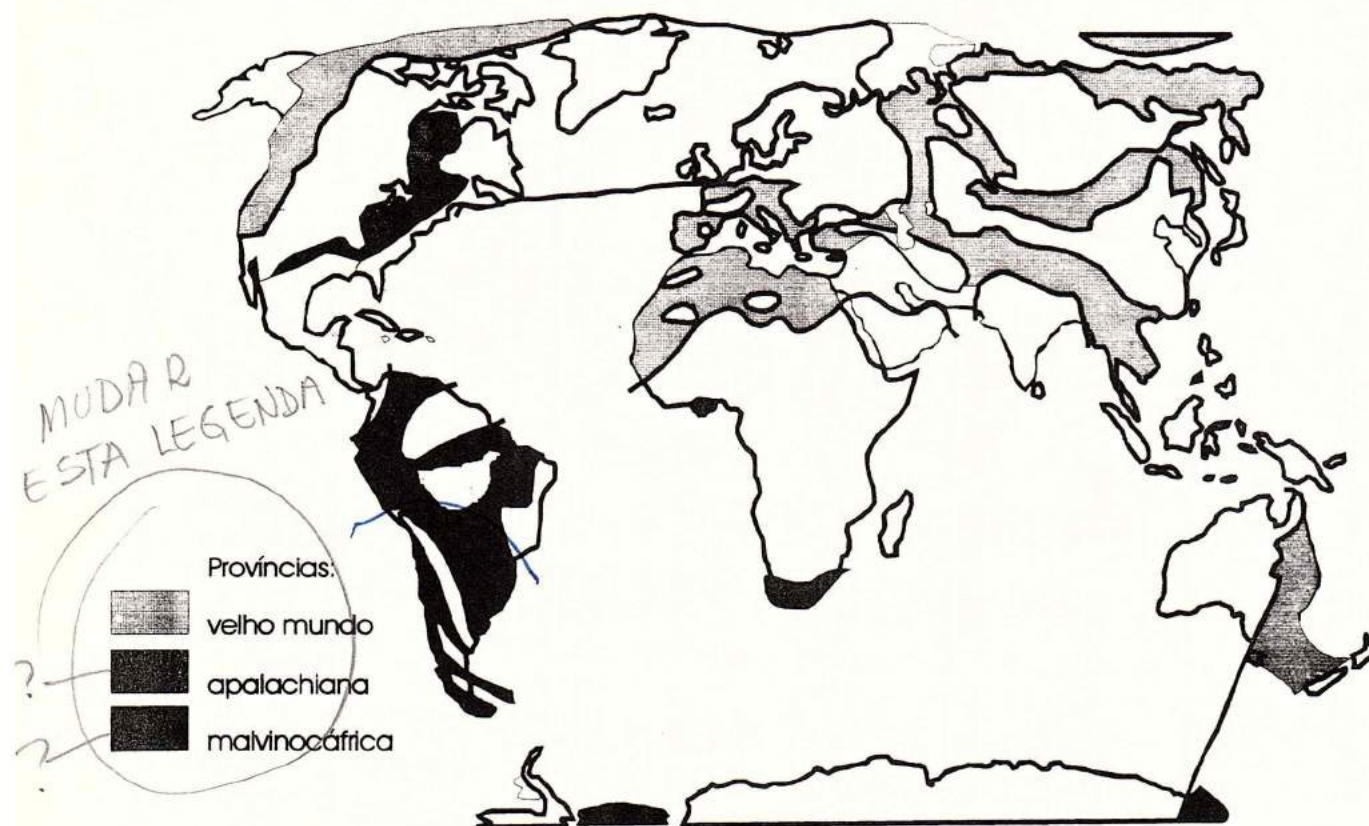 MUDAR
ESTA LEGENDA
Províncias:
velho mundo
? apalachiana
? malvinocáfrica